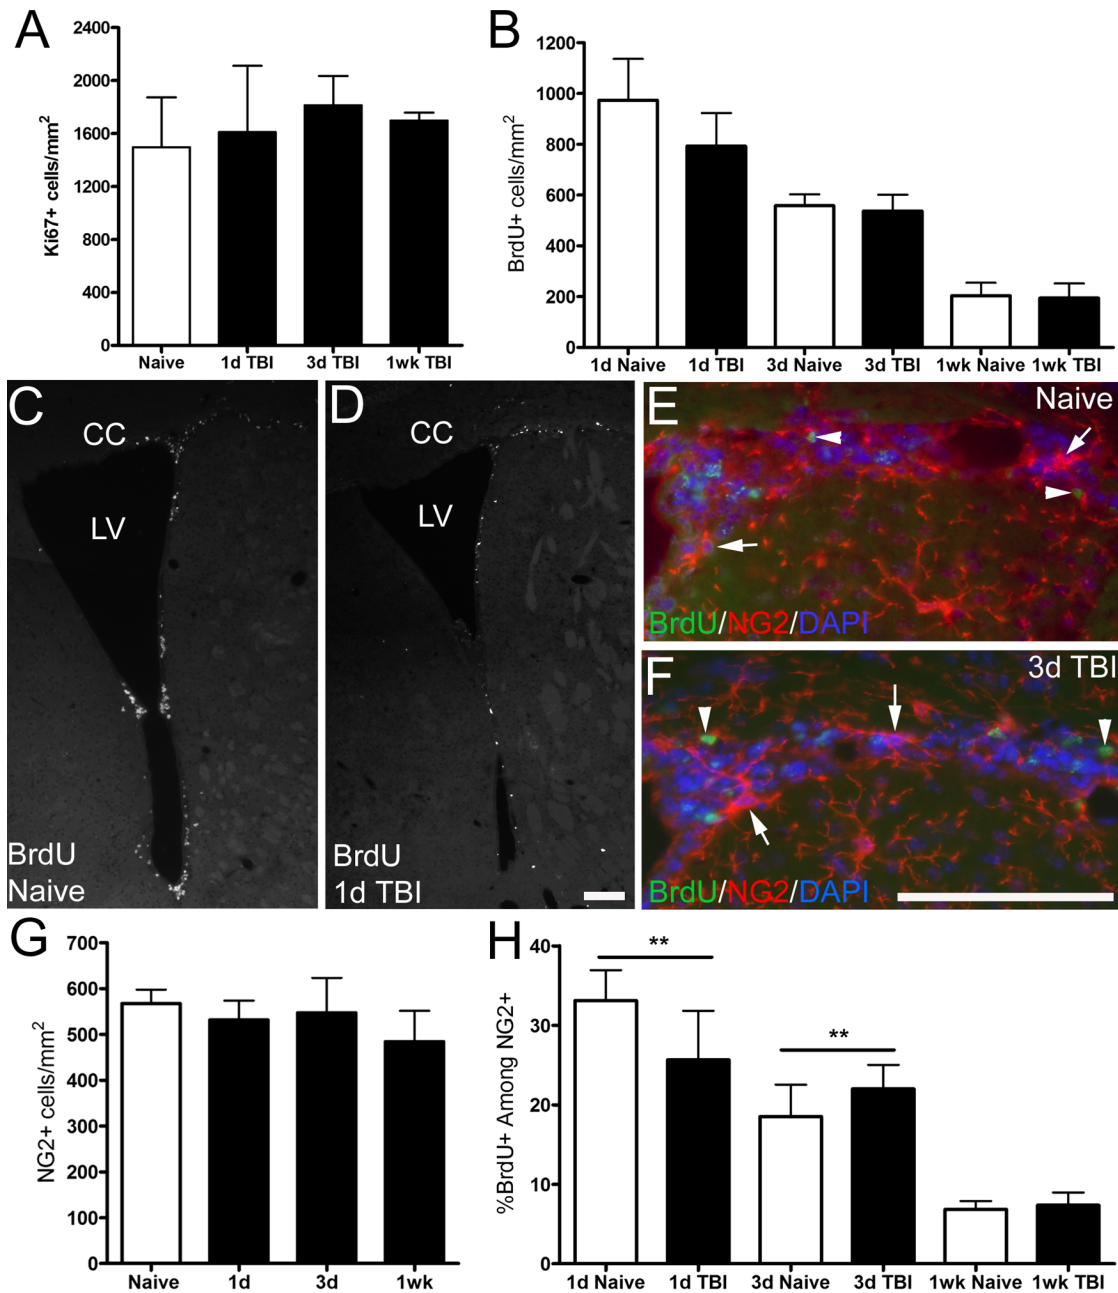 A
Ki67+ cells/mm²
2400
2000
1600
1200
800
400
0
Naive
1d TBI
3d TBI
1wk TBI
B
BrdU+ cells/mm²
1200
1000
800
600
400
200
0
1d Naive
1d TBI
3d Naive
3d TBI
1wk Naive
1wk TBI
C
CC
LV
BrdU
Naive
D
CC
LV
BrdU
1d TBI
E
Naive
BrdU/NG2/DAPI
F
3d TBI
BrdU/NG2/DAPI
G
NG2+ cells/mm²
700
600
500
400
300
200
100
0
Naive
1d
3d
1wk
H
%BrdU+ Among NG2+
40
30
20
10
0
**
**
1d Naive
1d TBI
3d Naive
3d TBI
1wk Naive
1wk TBI